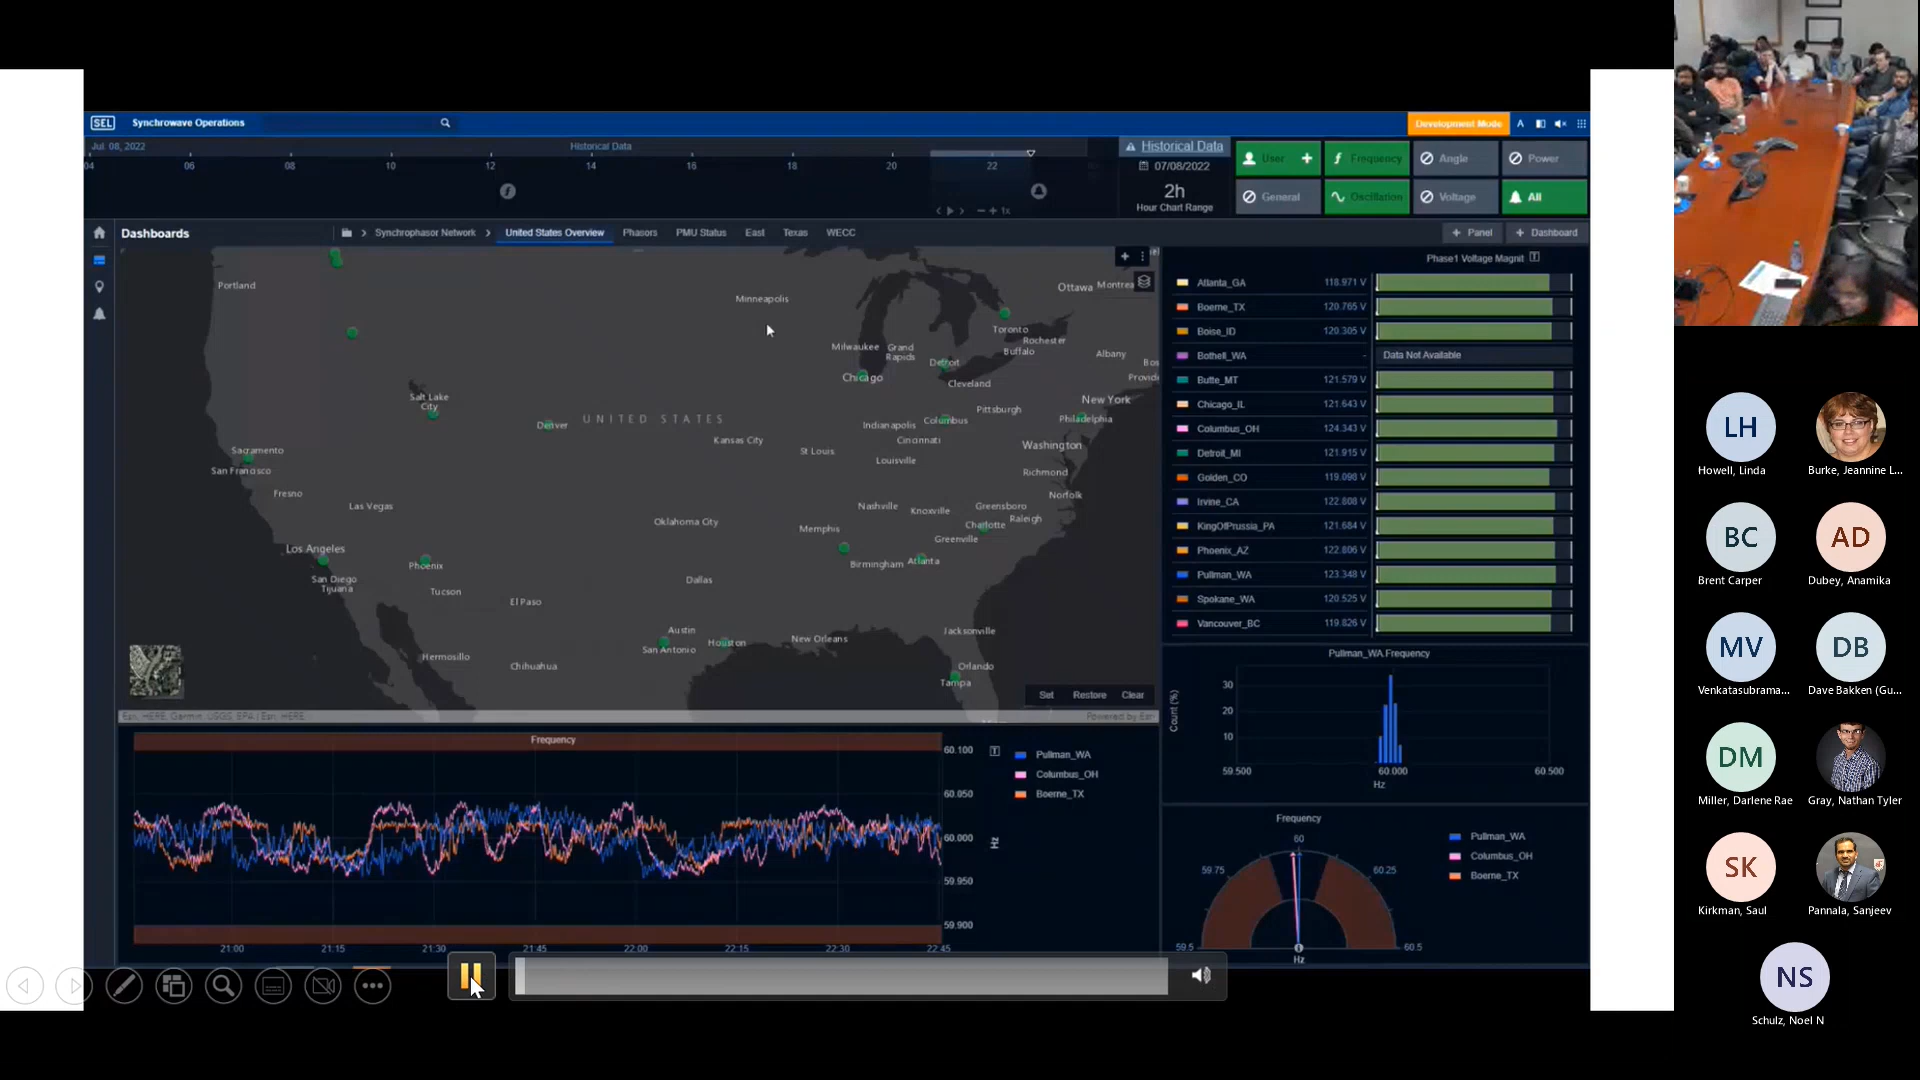 SEL Synchrowave Operations
Development Mode A
Jul. 08, 2022 Historical Data
04 06 08 10 12 14 16 18 20 22
1x
Historical Data
07/08/2022
2h
Hour Chart Range
User Frequency Angle Power
General Oscillation Voltage All
Dashboards
Synchrophasor Network United States Overview Phasors PMU Status East Texas WECC
+ Panel + Dashboard
Portland
Minneapolis
Ottawa
Toronto
Rochester
Buffalo
Milwaukee
Grand
Rapids
Detroit
Albany
Chicago
Cleveland
Salt Lake
City
New York
Pittsburgh
Philadelphia
UNITED STATES
Denver
Columbus
Indianapolis
Kansas City
Cincinnati
Washington
Sacramento
St Louis
Louisville
San Francisco
Richmond
Fresno
Norfolk
Las Vegas
Nashville
Knoxville
Greensboro
Raleigh
Oklahoma City
Memphis
Charlotte
Greenville
Los Angeles
Phoenix
Birmingham
Atlanta
San Diego
Tijuana
Tucson
Dallas
El Paso
Austin
Jacksonville
San Antonio
Houston
New Orleans
Hermosillo
Chihuahua
Orlando
Tampa
Set Restore Clear
Esri, HERE, Garmin, USGS, EPA | Esri, HERE
Powered by Esri
Phase1 Voltage Magnit
Atlanta_GA 118.971 V
Boerne_TX 120.765 V
Boise_ID 120.305 V
Bothell_WA - Data Not Available
Butte_MT 121.579 V
Chicago_IL 121.643 V
Columbus_OH 124.343 V
Detroit_MI 121.915 V
Golden_CO 119.098 V
Irvine_CA 122.808 V
KingOfPrussia_PA 121.684 V
Phoenix_AZ 122.806 V
Pullman_WA 123.348 V
Spokane_WA 120.525 V
Vancouver_BC 119.826 V
Pullman_WA Frequency
Count (%)
30
20
10
59.500 60.000 60.500
Hz
Frequency
60.100
60.050
60.000
59.950
59.900
Hz
Pullman_WA
Columbus_OH
Boerne_TX
21:00 21:15 21:30 21:45 22:00 22:15 22:30 22:45
Frequency
60
59.75 60.25
59.5 60.5
Hz
Pullman_WA
Columbus_OH
Boerne_TX
LH
Howell, Linda
Burke, Jeannine L...
BC
Brent Carper
AD
Dubey, Anamika
MV
Venkatasubrama...
DB
Dave Bakken (Gu...
DM
Miller, Darlene Rae
Gray, Nathan Tyler
SK
Kirkman, Saul
Pannala, Sanjeev
NS
Schulz, Noel N